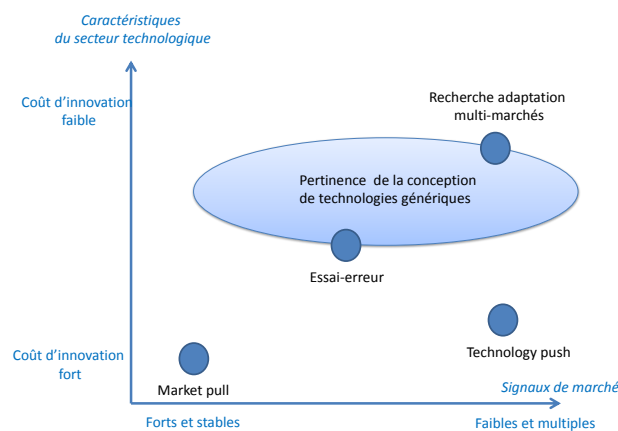 Caractéristiques
du secteur technologique
Coût d’innovation
faible
Recherche adaptation
multi-marchés
Pertinence de la conception
de technologies génériques
Essai-erreur
Coût d’innovation
fort
Technology push
Market pull
Signaux de marché
Forts et stables
Faibles et multiples